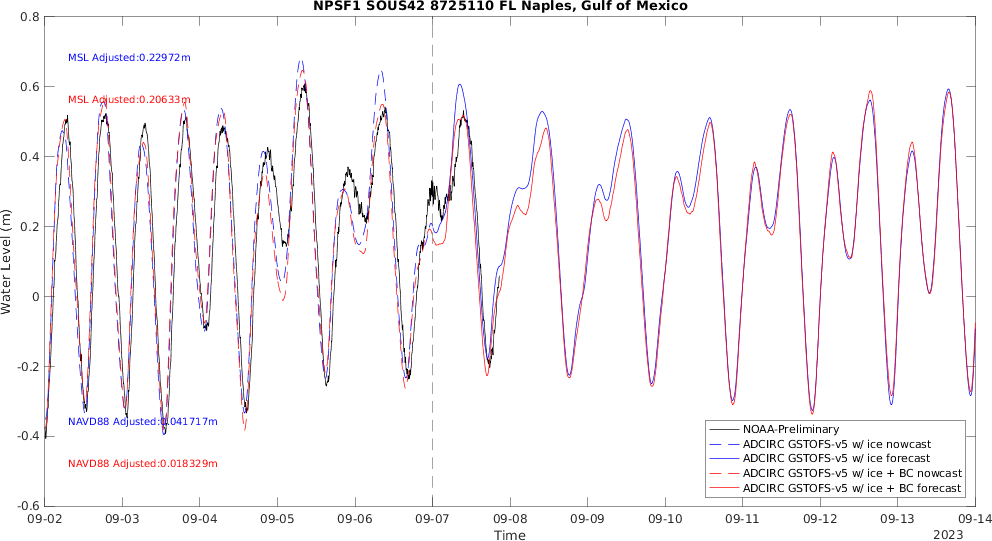 NPSF1 SOUS42 8725110 FL Naples, Gulf of Mexico
Water Level (m)
0.8
0.6
0.4
0.2
0
-0.2
-0.4
-0.6
MSL Adjusted:0.22972m
MSL Adjusted:0.20633m
NAVD88 Adjusted:0.041717m
NAVD88 Adjusted:0.018329m
NOAA-Preliminary
ADCIRC GSTOFS-v5 w/ ice nowcast
ADCIRC GSTOFS-v5 w/ ice forecast
ADCIRC GSTOFS-v5 w/ ice + BC nowcast
ADCIRC GSTOFS-v5 w/ ice + BC forecast
09-02 09-03 09-04 09-05 09-06 09-07 09-08 09-09 09-10 09-11 09-12 09-13 09-14
Time
2023